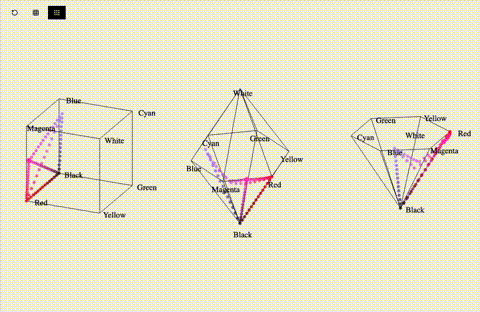 Blue
Cyan
Magenta
White
Black
Green
Red
Yellow
White
Cyan
Green
Yellow
Blue
Magenta
Red
Black
Green
Yellow
Cyan
White
Red
Blue
Magenta
Black